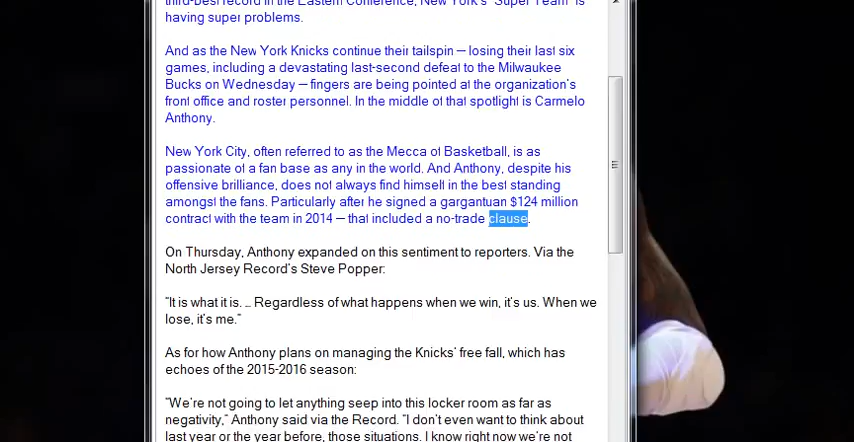 third-best record in the Eastern Conference, New York's "Super Team" is
having super problems.
And as the New York Knicks continue their tailspin — losing their last six
games, including a devastating last-second defeat to the Milwaukee
Bucks on Wednesday — fingers are being pointed at the organization's
front office and roster personnel. In the middle of that spotlight is Carmelo
Anthony.
New York City, often referred to as the Mecca of Basketball, is as
passionate of a fan base as any in the world. And Anthony, despite his
offensive brilliance, does not always find himself in the best standing
amongst the fans. Particularly after he signed a gargantuan $124 million
contract with the team in 2014 — that included a no-trade clause.
On Thursday, Anthony expanded on this sentiment to reporters. Via the
North Jersey Record's Steve Popper:
"It is what it is. ... Regardless of what happens when we win, it's us. When we
lose, it's me."
As for how Anthony plans on managing the Knicks' free fall, which has
echoes of the 2015-2016 season:
"We're not going to let anything seep into this locker room as far as
negativity," Anthony said via the Record. "I don't even want to think about
last year or the year before, those situations. I know right now we're not